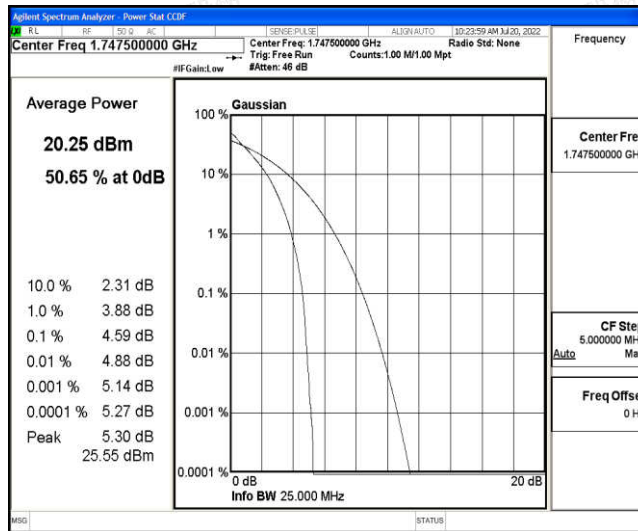 Agilent Spectrum Analyzer - Power Stat CCDF
RL RF 50 Ω AC SENSE:PULSE ALIGN AUTO 10:23:59 AM Jul 20, 2022
Center Freq 1.747500000 GHz
Center Freq: 1.747500000 GHz Radio Std: None
Trig: Free Run Counts:1.00 M/1.00 Mpt
#IFGain:Low #Atten: 46 dB
Frequency
Average Power
20.25 dBm
50.65 % at 0dB
10.0 % 2.31 dB
1.0 % 3.88 dB
0.1 % 4.59 dB
0.01 % 4.88 dB
0.001 % 5.14 dB
0.0001 % 5.27 dB
Peak 5.30 dB
25.55 dBm
Gaussian
100 %
10 %
1 %
0.1 %
0.01 %
0.001 %
0.0001 %
0 dB 20 dB
Info BW 25.000 MHz
Center Fre
1.747500000 GH
CF Ste
5.000000 MH
Auto Ma
Freq Offse
0 H
MSG STATUS